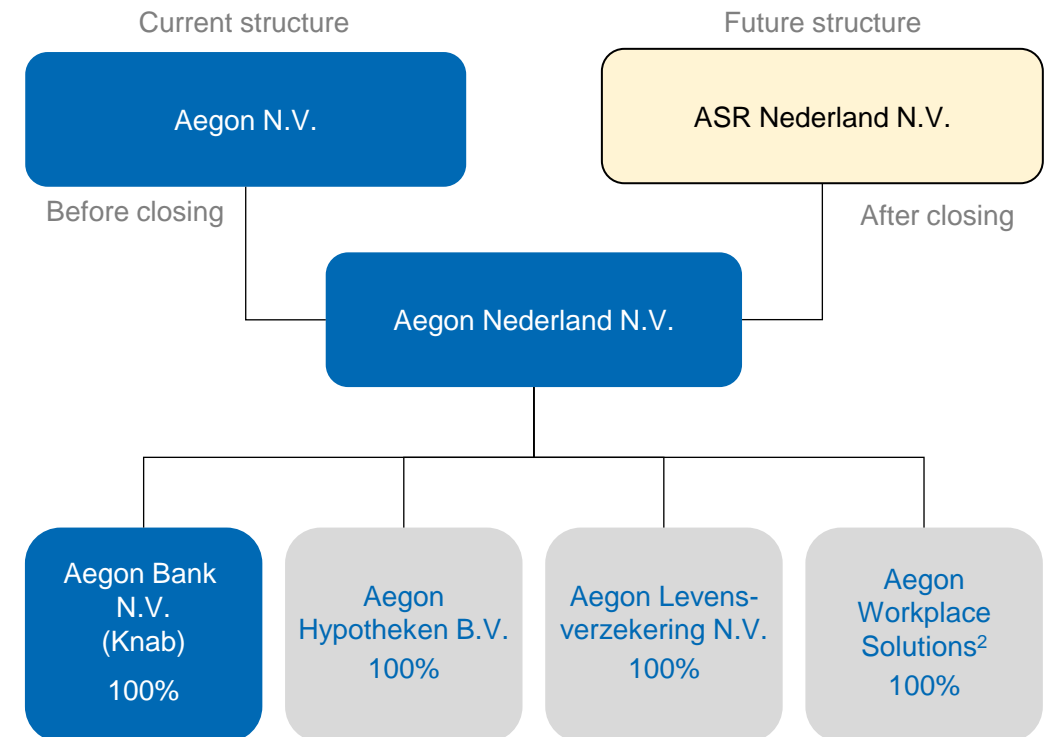 Current structure
Future structure
Aegon N.V.
ASR Nederland N.V.
Before closing
After closing
Aegon Nederland N.V.
Aegon Bank
N.V.
(Knab)
100%
Aegon
Hypotheken B.V.
100%
Aegon Levens-
verzekering N.V.
100%
Aegon
Workplace
Solutions²
100%